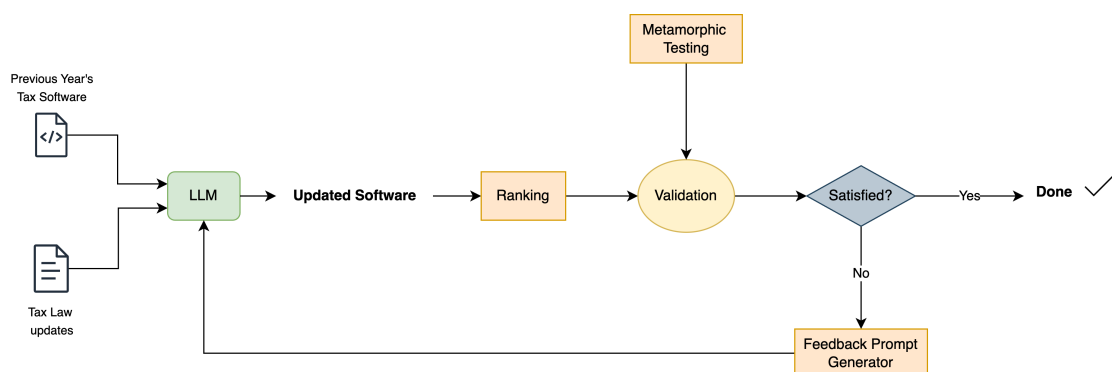 Metamorphic
Testing
Previous Year's
Tax Software
</>
LLM
Updated Software
Ranking
Validation
Satisfied?
Yes
Done
No
Tax Law
updates
Feedback Prompt
Generator